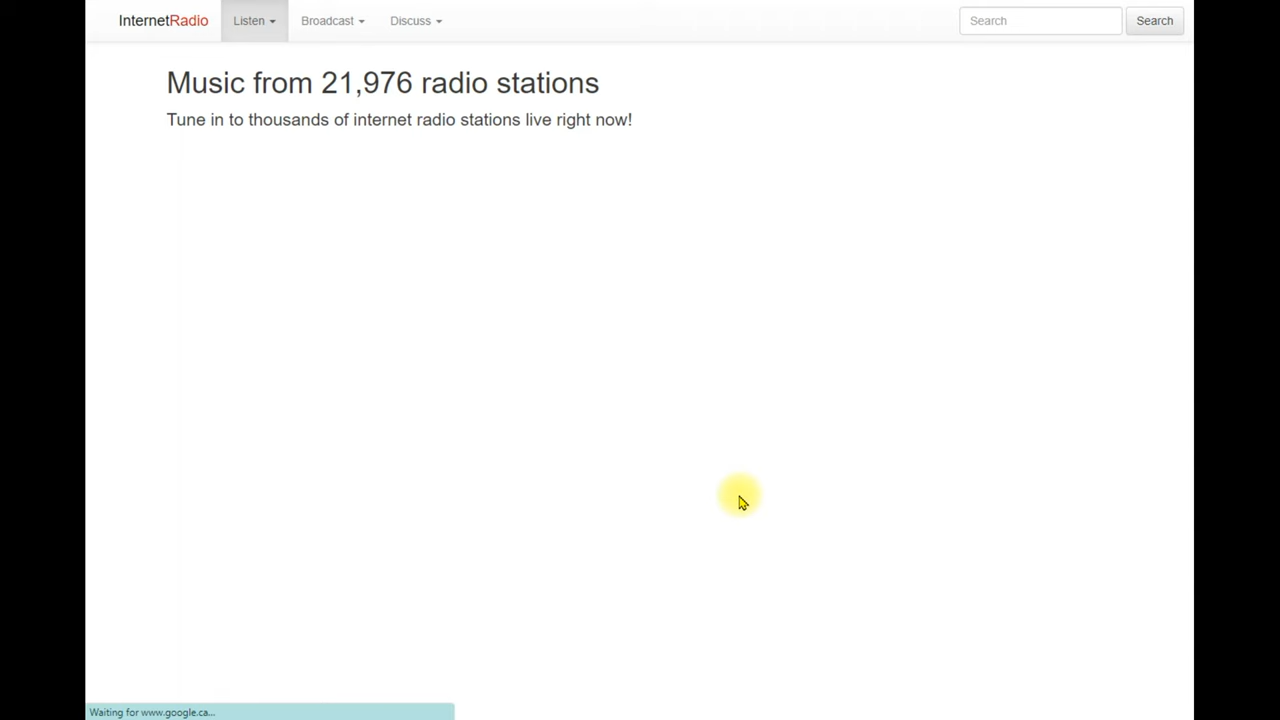 InternetRadio Listen Broadcast Discuss Search Search
Music from 21,976 radio stations
Tune in to thousands of internet radio stations live right now!
Waiting for www.google.ca...